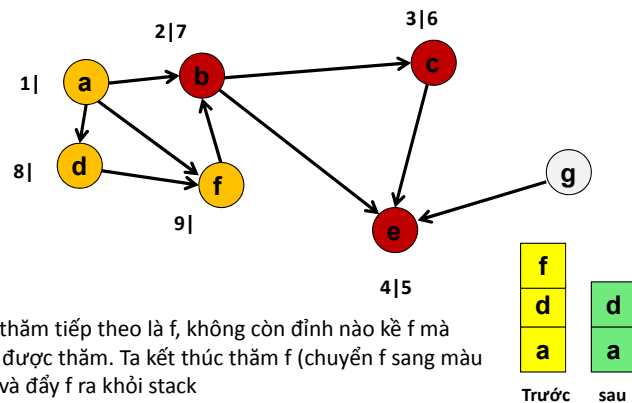 3|6
2|7
c
b
a
1|
d
8|
f
g
9|
e
4|5
f
d
a
d
a
thăm tiếp theo là f, không còn đỉnh nào kề f mà
được thăm. Ta kết thúc thăm f (chuyển f sang màu
và đẩy f ra khỏi stack
Trước
sau